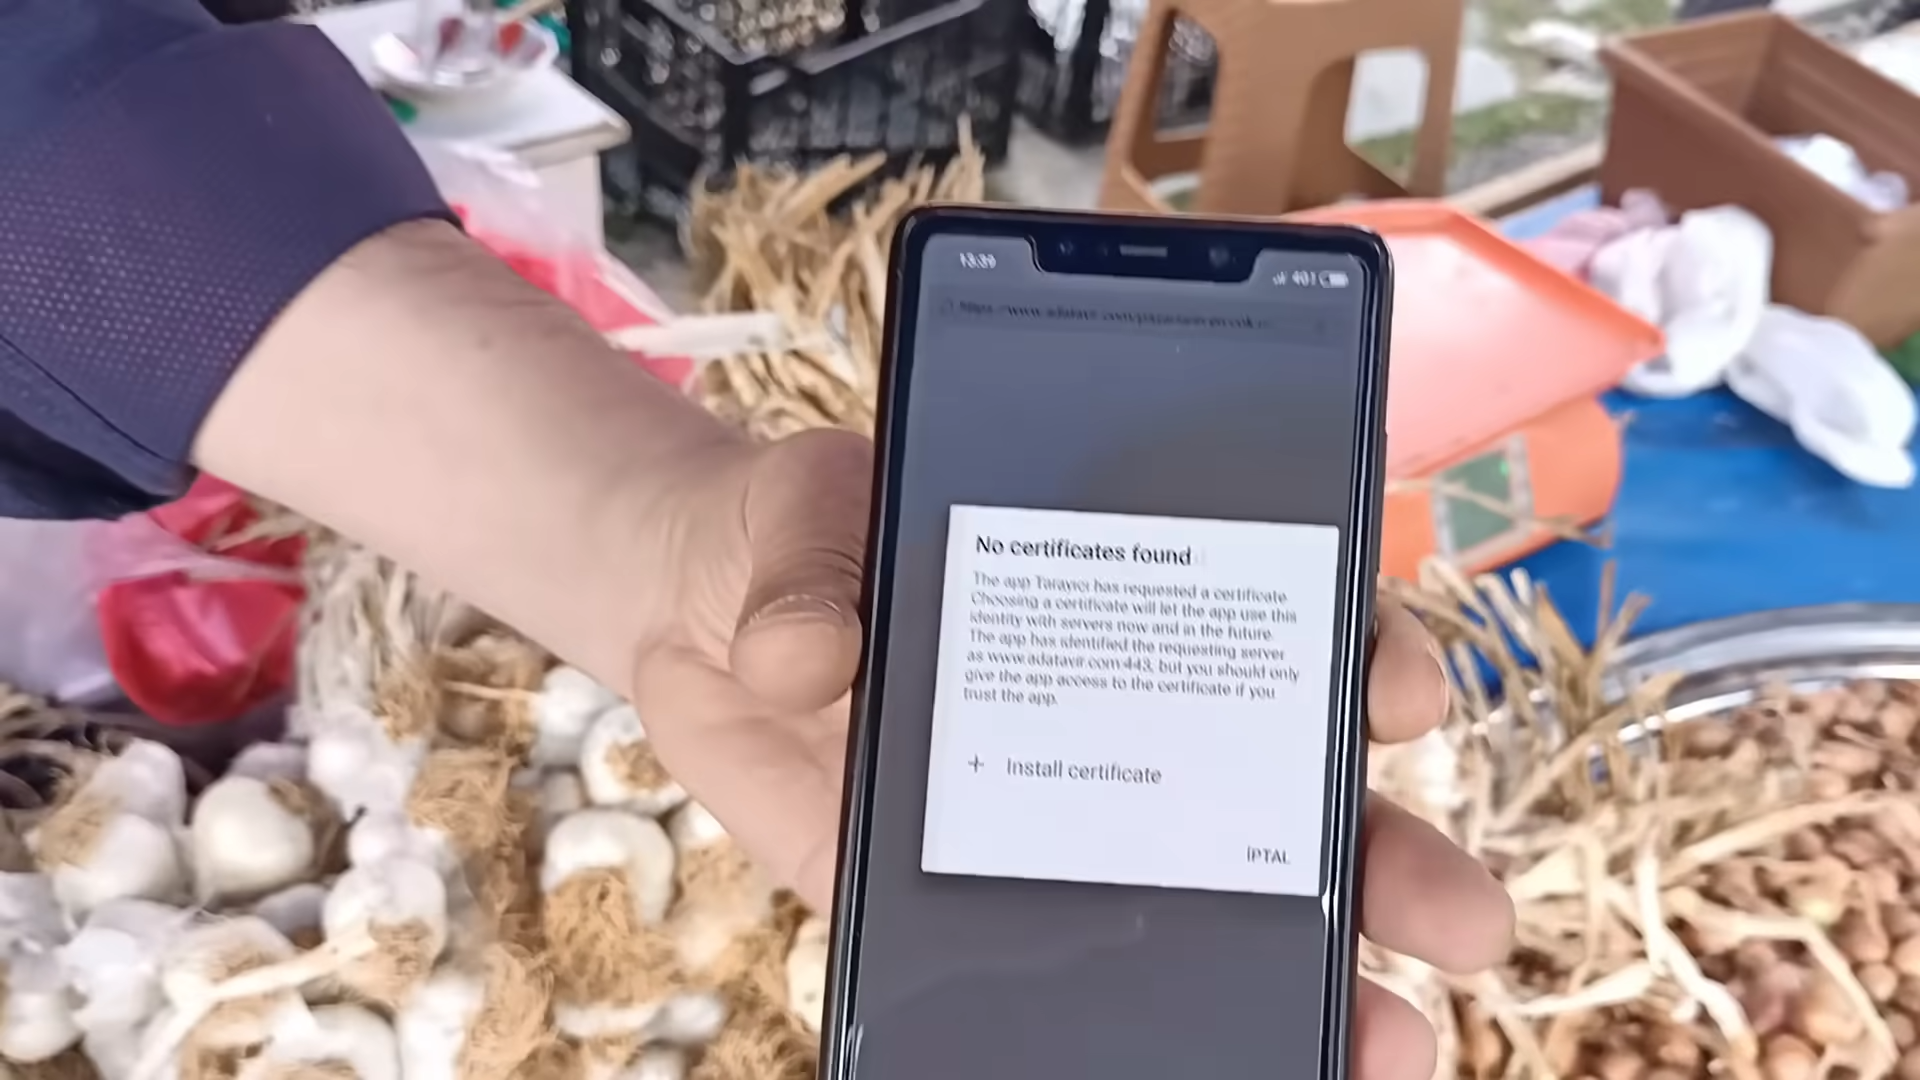 13:39
No certificates found
The app Tarayıcı has requested a certificate.
Choosing a certificate will let the app use this
identity with servers now and in the future.
The app has identified the requesting server
as www.adatavir.com:443, but you should only
give the app access to the certificate if you
trust the app.
+ Install certificate
İPTAL